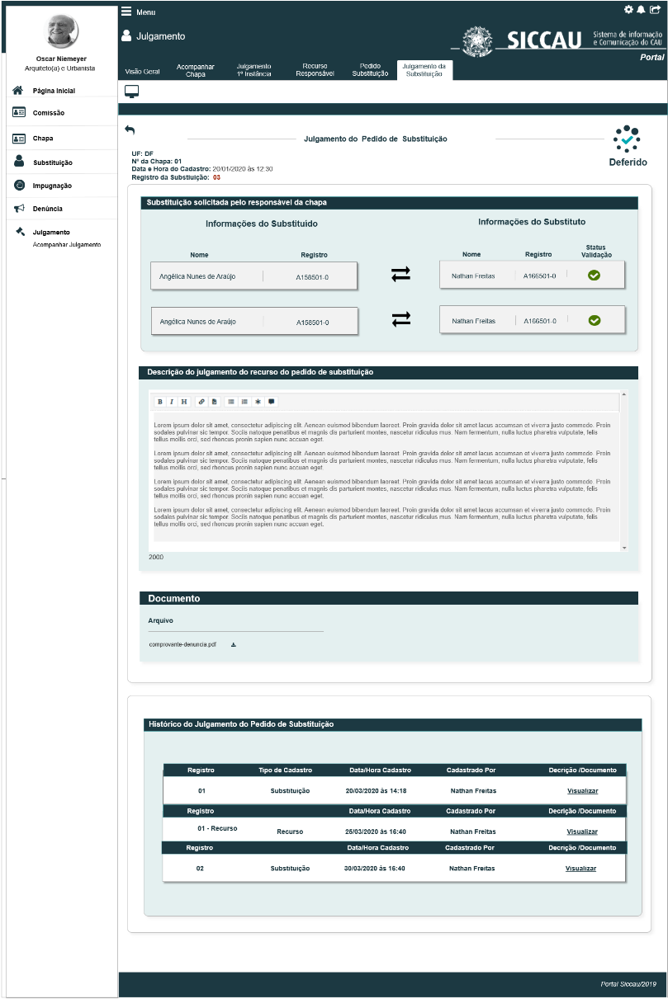 Menu
Julgamento
SICCAU
Sistema de informação
e Comunicação do CAU
Portal
Oscar Niemeyer
Arquiteto(a) e Urbanista
Página Inicial
Comissão
Chapa
Substituição
Impugnação
Denúncia
Julgamento
Acompanhar Julgamento
Visão Geral
Acompanhar
Chapa
Julgamento
1ª Instância
Recurso
Responsável
Pedido
Substituição
Julgamento da
Substituição
Julgamento do Pedido de Substituição
Deferido
UF: DF
Nº da Chapa: 01
Data e Hora do Cadastro: 20/01/2020 às 12:30
Registro da Substiuição: 03
Substituição solicitada pelo responsável da chapa
Informações do Substituido
Informações do Substituto
Nome Registro
Nome Registro Status
Validação
Angélica Nunes de Araújo A158501-0
Nathan Freitas A166501-0
Angélica Nunes de Araújo A158501-0
Nathan Freitas A166501-0
Descrição do julgamento do recurso do pedido de substituição
B I H
Lorem ipsum dolor sit amet, consectetur adipiscing elit. Aenean euismod bibendum laoreet. Proin gravida dolor sit amet lacus accumsan et viverra justo commodo. Proin
sodales pulvinar sic tempor. Sociis natoque penatibus et magnis dis parturient montes, nascetur ridiculus mus. Nam fermentum, nulla luctus pharetra vulputate, felis
tellus mollis orci, sed rhoncus pronin sapien nunc accuan eget.
Lorem ipsum dolor sit amet, consectetur adipiscing elit. Aenean euismod bibendum laoreet. Proin gravida dolor sit amet lacus accumsan et viverra justo commodo. Proin
sodales pulvinar sic tempor. Sociis natoque penatibus et magnis dis parturient montes, nascetur ridiculus mus. Nam fermentum, nulla luctus pharetra vulputate, felis
tellus mollis orci, sed rhoncus pronin sapien nunc accuan eget.
Lorem ipsum dolor sit amet, consectetur adipiscing elit. Aenean euismod bibendum laoreet. Proin gravida dolor sit amet lacus accumsan et viverra justo commodo. Proin
sodales pulvinar sic tempor. Sociis natoque penatibus et magnis dis parturient montes, nascetur ridiculus mus. Nam fermentum, nulla luctus pharetra vulputate, felis
tellus mollis orci, sed rhoncus pronin sapien nunc accuan eget.
Lorem ipsum dolor sit amet, consectetur adipiscing elit. Aenean euismod bibendum laoreet. Proin gravida dolor sit amet lacus accumsan et viverra justo commodo. Proin
sodales pulvinar sic tempor. Sociis natoque penatibus et magnis dis parturient montes, nascetur ridiculus mus. Nam fermentum, nulla luctus pharetra vulputate, felis
tellus mollis orci, sed rhoncus pronin sapien nunc accuan eget.
2000
Documento
Arquivo
comprovante-denuncia.pdf
Histórico do Julgamento do Pedido de Substituição
Registro Tipo de Cadastro Data/Hora Cadastro Cadastrado Por Decrição /Documento
01 Substituição 20/03/2020 às 14:18 Nathan Freitas Visualizar
Registro Data/Hora Cadastro Cadastrado Por Decrição /Documento
01 - Recurso Recurso 25/03/2020 às 16:40 Nathan Freitas Visualizar
Registro Data/Hora Cadastro Cadastrado Por Decrição /Documento
02 Substituição 30/03/2020 às 16:40 Nathan Freitas Visualizar
Portal Siccau/2019